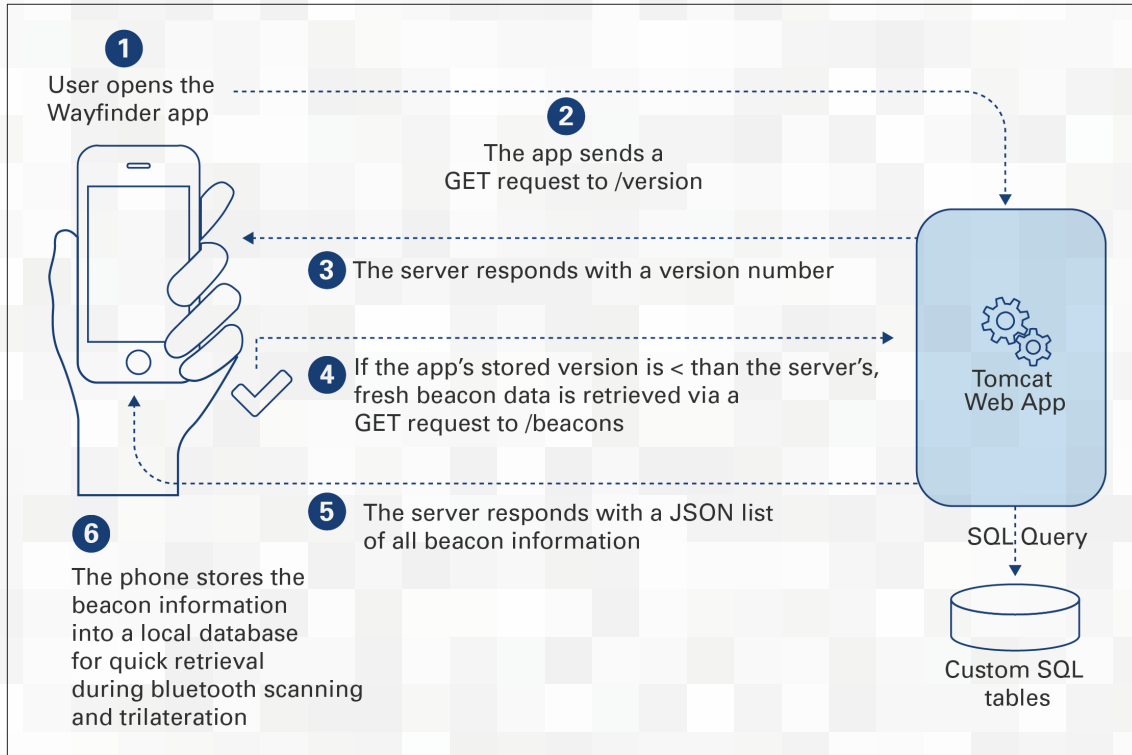 1
User opens the
Wayfinder app
2
The app sends a
GET request to /version
3
The server responds with a version number
4
If the app's stored version is < than the server's,
fresh beacon data is retrieved via a
GET request to /beacons
Tomcat
Web App
5
The server responds with a JSON list
of all beacon information
6
The phone stores the
beacon information
into a local database
for quick retrieval
during bluetooth scanning
and trilateration
SQL Query
Custom SQL
tables